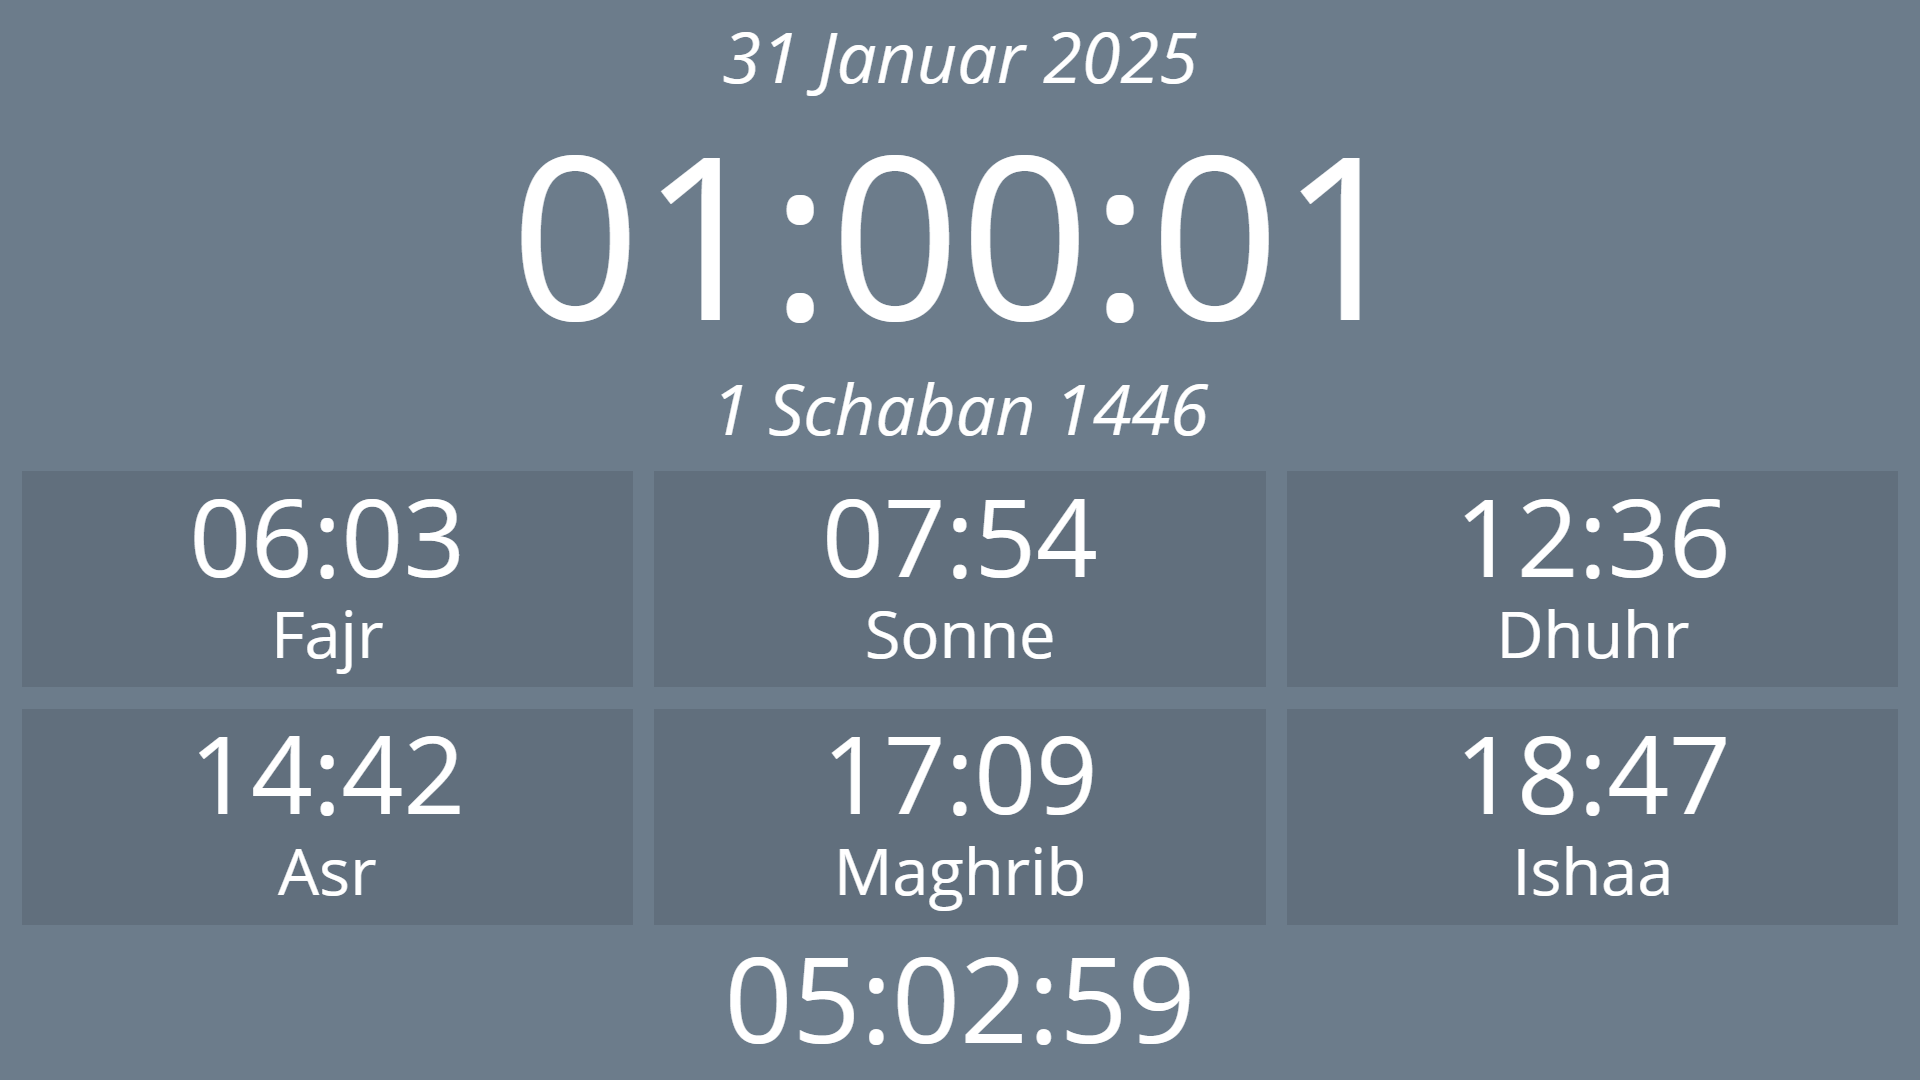 31 Januar 2025
01:00:01
1 Schaban 1446
06:03
Fajr
07:54
Sonne
12:36
Dhuhr
14:42
Asr
17:09
Maghrib
18:47
Ishaa
05:02:59